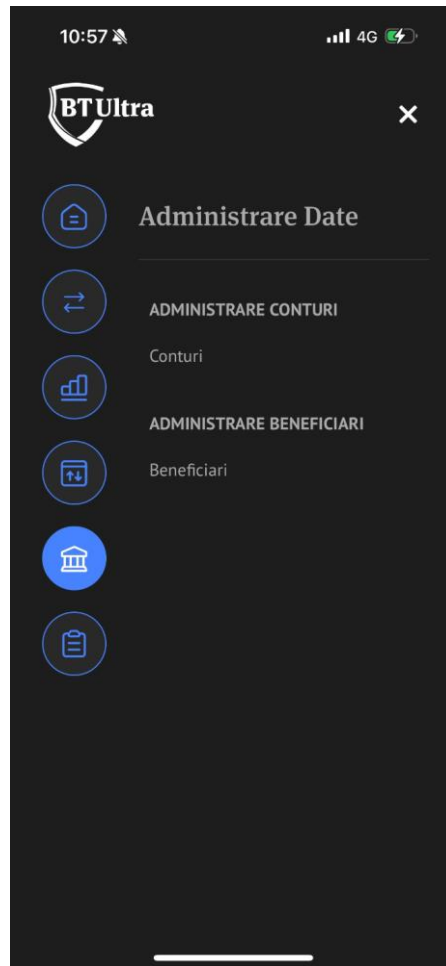 10:57
4G
BT Ultra
Administrare Date
ADMINISTRARE CONTURI
Conturi
ADMINISTRARE BENEFICIARI
Beneficiari